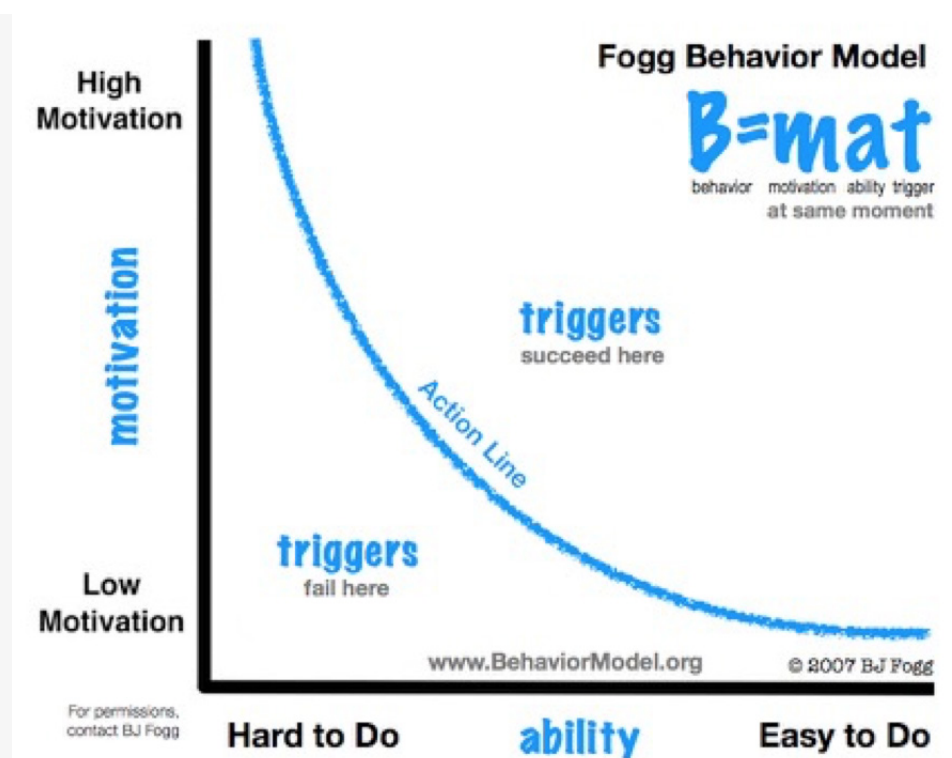 Fogg Behavior Model
B=mat
behavior motivation ability trigger
at same moment
High
Motivation
motivation
triggers
succeed here
Action Line
triggers
fail here
Low
Motivation
www.BehaviorModel.org
© 2007 BJ Fogg
For permissions,
contact BJ Fogg
Hard to Do
ability
Easy to Do